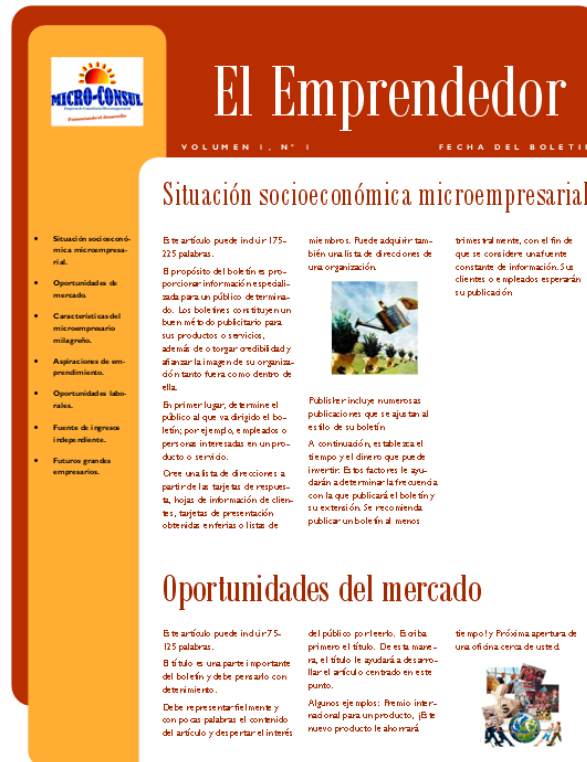 MICRO-CONSUL
Empresa de Consultoría Microempresarial
Fomentando el desarrollo
El Emprendedor
VOLUMEN 1, N° 1
FECHA DEL BOLETIN
Situación socioeconómica microempresarial
• Situación socioeconó-
mica microempresa-
rial.
• Oportunidades de
mercado.
• Características del
microempresario
milagreño.
• Aspiraciones de em-
prendimiento.
• Oportunidades labo-
rales.
• Fuente de ingresos
independiente.
• Futuros grandes
empresarios.
Este artículo puede incluir 175-
225 palabras.
El propósito del boletín es pro-
porcionar información especiali-
zada para un público determina-
do. Los boletines constituyen un
buen método publicitario para
sus productos o servicios,
además de otorgar credibilidad y
afianzar la imagen de su organiza-
ción tanto fuera como dentro de
ella.
En primer lugar, determine el
público al que va dirigido el bo-
letín; por ejemplo, empleados o
personas interesadas en un pro-
ducto o servicio.
Cree una lista de direcciones a
partir de las tarjetas de respues-
ta, hojas de información de clien-
tes, tarjetas de presentación
obtenidas en ferias o listas de
miembros. Puede adquirir tam-
bién una lista de direcciones de
una organización.
Publisher incluye numerosas
publicaciones que se ajustan al
estilo de su boletín
A continuación, establezca el
tiempo y el dinero que puede
invertir. Estos factores le ayu-
darán a determinar la frecuencia
con la que publicará el boletín y
su extensión. Se recomienda
publicar un boletín al menos
trimestralmente, con el fin de
que se considere una fuente
constante de información. Sus
clientes o empleados esperarán
su publicación
Oportunidades del mercado
Este artículo puede incluir 75-
125 palabras.
El título es una parte importante
del boletín y debe pensarlo con
detenimiento.
Debe representar fielmente y
con pocas palabras el contenido
del artículo y despertar el interés
del público por leerlo. Escriba
primero el título. De esta mane-
ra, el título le ayudará a desarro-
llar el artículo centrado en este
punto.
Algunos ejemplos: Premio inter-
nacional para un producto, ¡Este
nuevo producto le ahorrará
tiempo! y Próxima apertura de
una oficina cerca de usted.